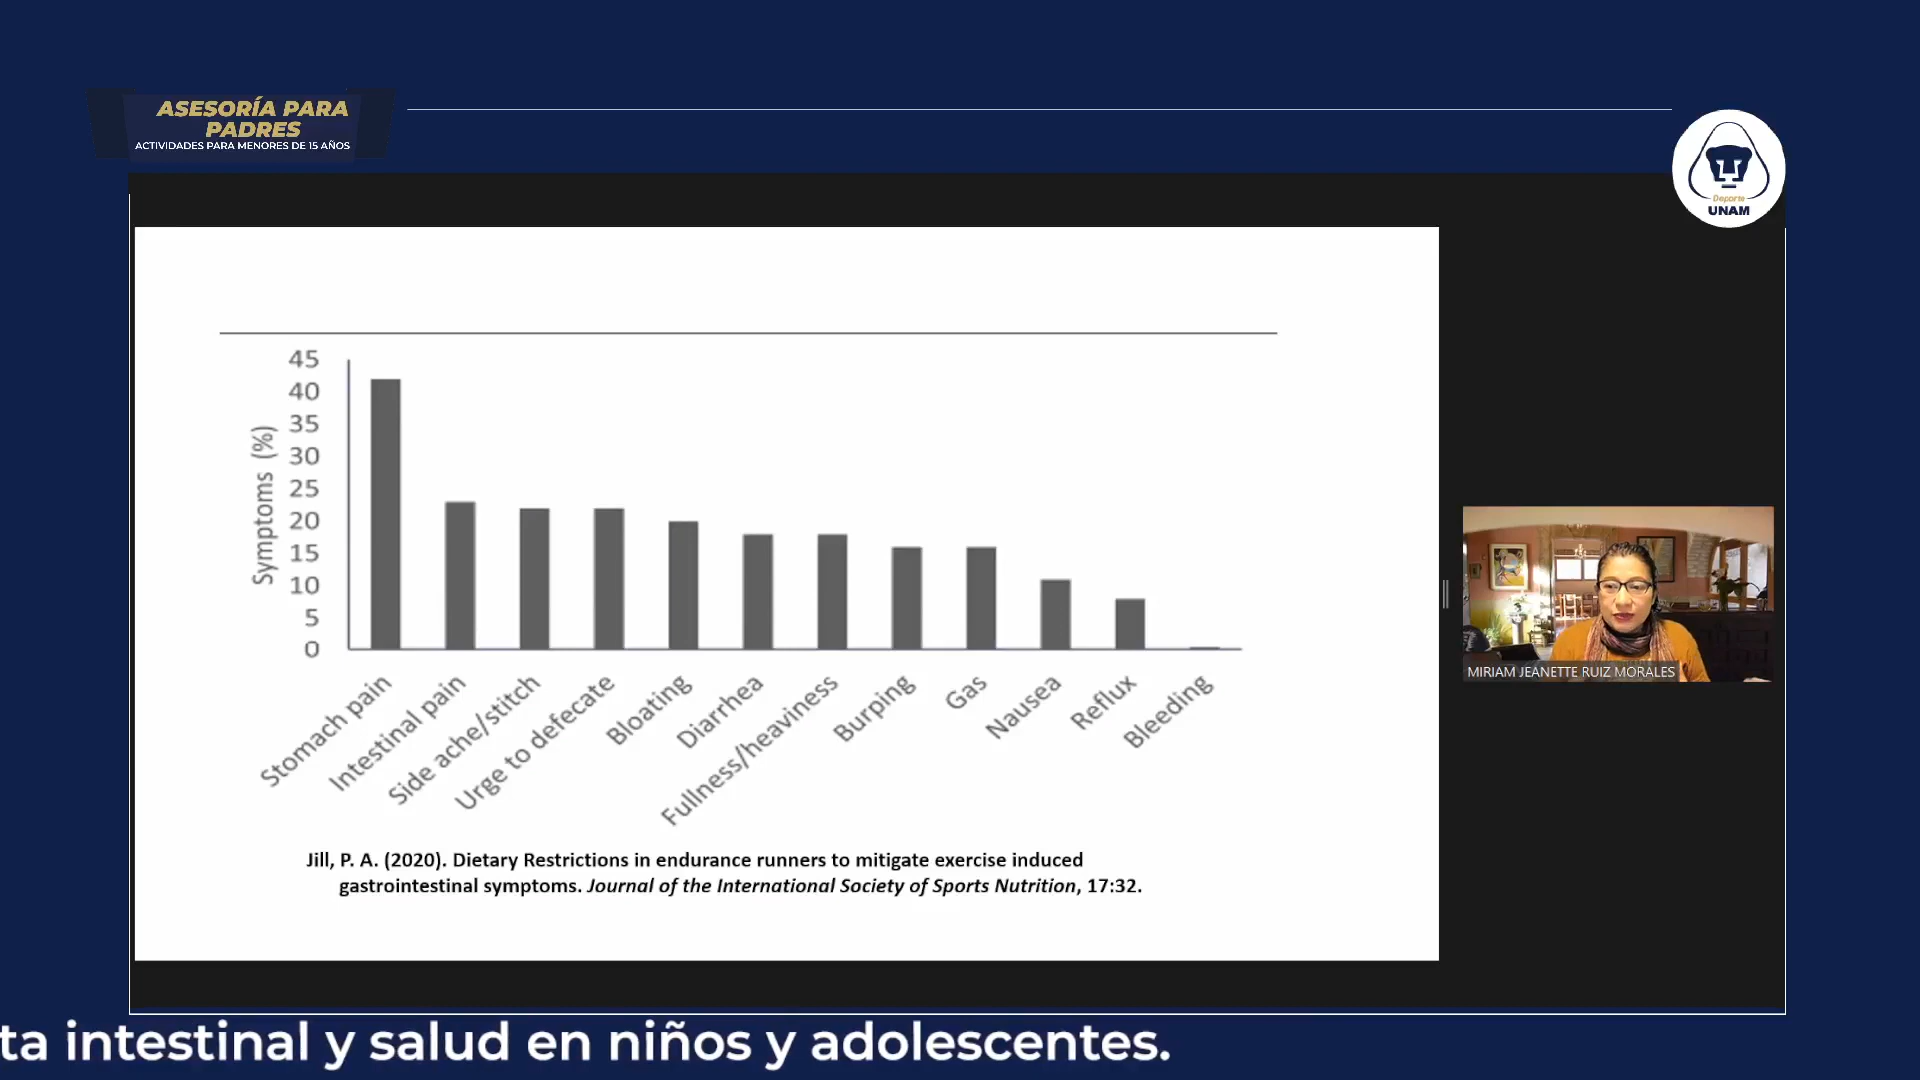 ASESORÍA PARA
PADRES
ACTIVIDADES PARA MENORES DE 15 AÑOS
Deporte
UNAM
45
40
35
30
25
20
15
10
5
0
Symptoms (%)
Stomach pain
Intestinal pain
Side ache/stitch
Urge to defecate
Bloating
Diarrhea
Fullness/heaviness
Burping
Gas
Nausea
Reflux
Bleeding
Jill, P. A. (2020). Dietary Restrictions in endurance runners to mitigate exercise induced
gastrointestinal symptoms. Journal of the International Society of Sports Nutrition, 17:32.
MIRIAM JEANETTE RUIZ MORALES
ta intestinal y salud en niños y adolescentes.